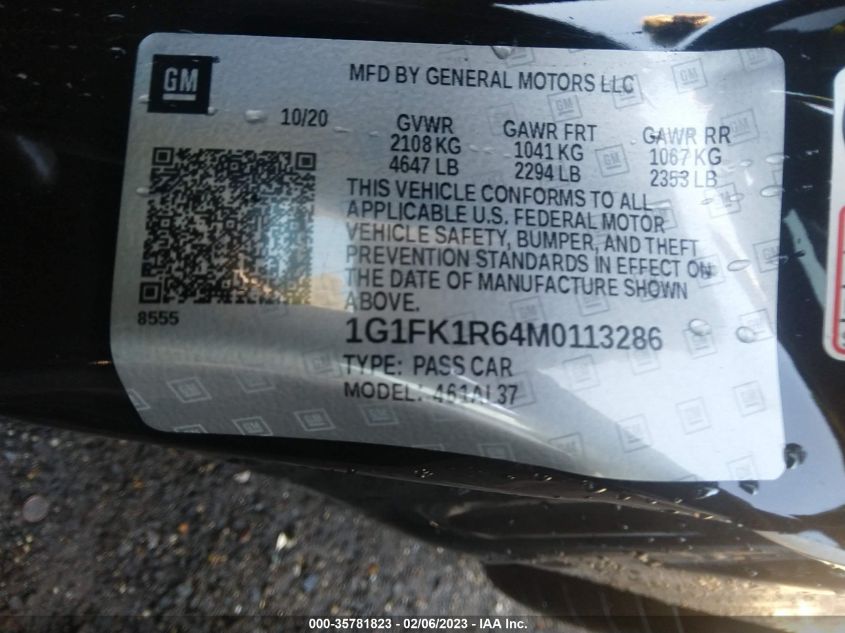 GM
MFD BY GENERAL MOTORS LLC
10/20
GVWR GAWR FRT GAWR RR
2108 KG 1041 KG 1067 KG
4647 LB 2294 LB 2353 LB
THIS VEHICLE CONFORMS TO ALL
APPLICABLE U.S. FEDERAL MOTOR
VEHICLE SAFETY, BUMPER, AND THEFT
PREVENTION STANDARDS IN EFFECT ON
THE DATE OF MANUFACTURE SHOWN
ABOVE.
8555
1G1FK1R64M0113286
TYPE: PASS CAR
MODEL: 461AL37
000-35781823 - 02/06/2023 - IAA Inc.